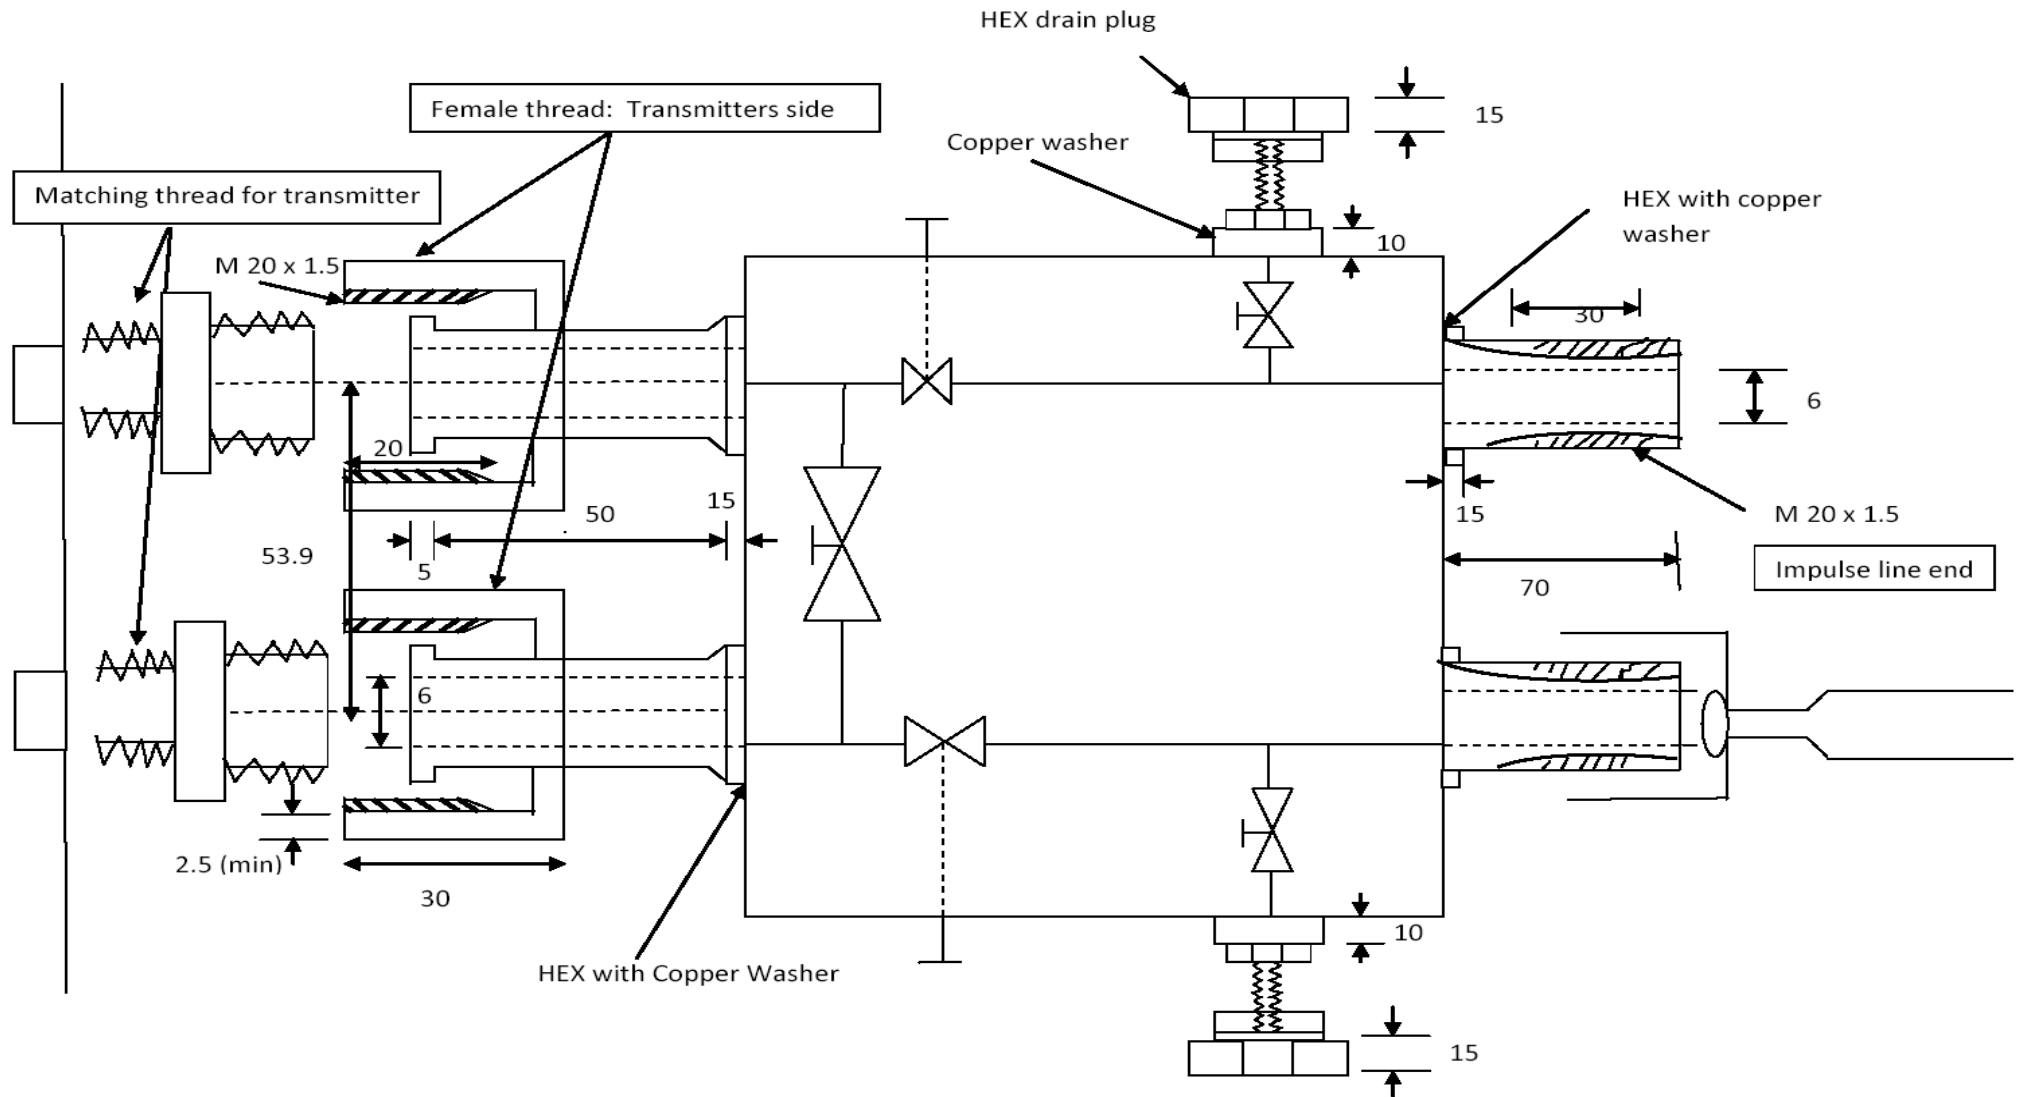 HEX drain plug
Female thread:  Transmitters side
15
Copper washer
Matching thread for transmitter
HEX with copper
washer
10
M 20 x 1.5
30
6
20
15
50
15
M 20 x 1.5
53.9
5
70
Impulse line end
6
2.5 (min)
30
10
HEX with Copper Washer
15